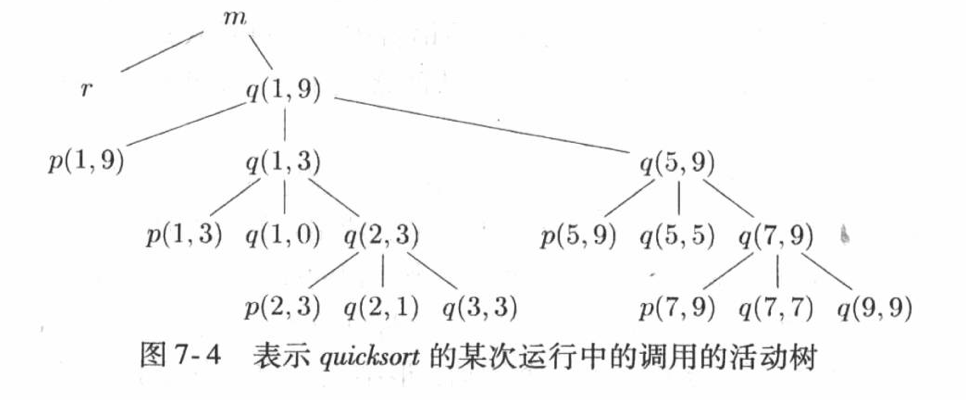 m
r q(1,9)
p(1,9) q(1,3) q(5,9)
p(1,3) q(1,0) q(2,3) p(5,9) q(5,5) q(7,9)
p(2,3) q(2,1) q(3,3) p(7,9) q(7,7) q(9,9)
图 7-4 表示 quicksort 的某次运行中的调用的活动树